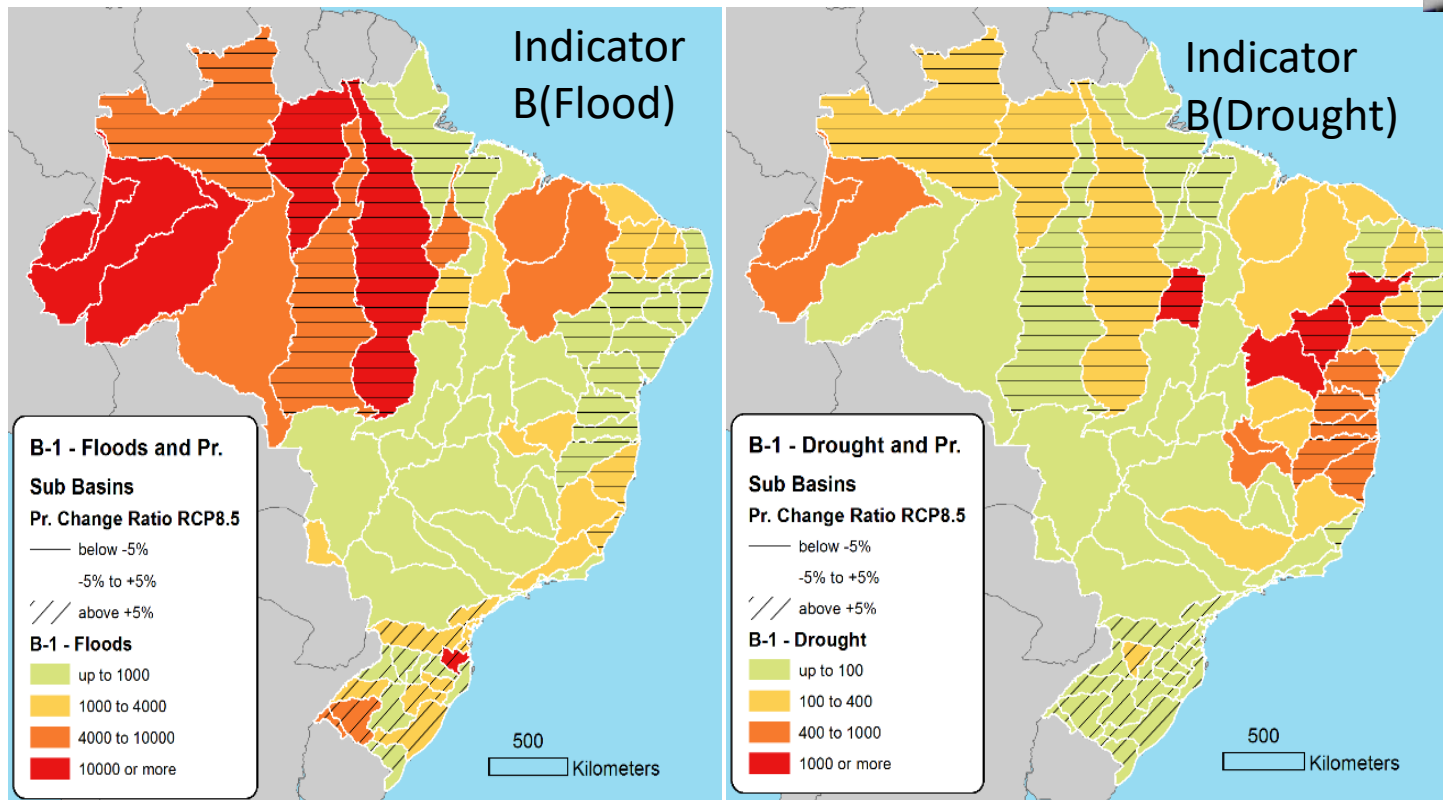 Indicator
B(Flood)
B-1 - Floods and Pr.
Sub Basins
Pr. Change Ratio RCP8.5
below -5%
-5% to +5%
above +5%
B-1 - Floods
up to 1000
1000 to 4000
4000 to 10000
10000 or more
500
Kilometers
Indicator
B(Drought)
B-1 - Drought and Pr.
Sub Basins
Pr. Change Ratio RCP8.5
below -5%
-5% to +5%
above +5%
B-1 - Drought
up to 100
100 to 400
400 to 1000
1000 or more
500
Kilometers